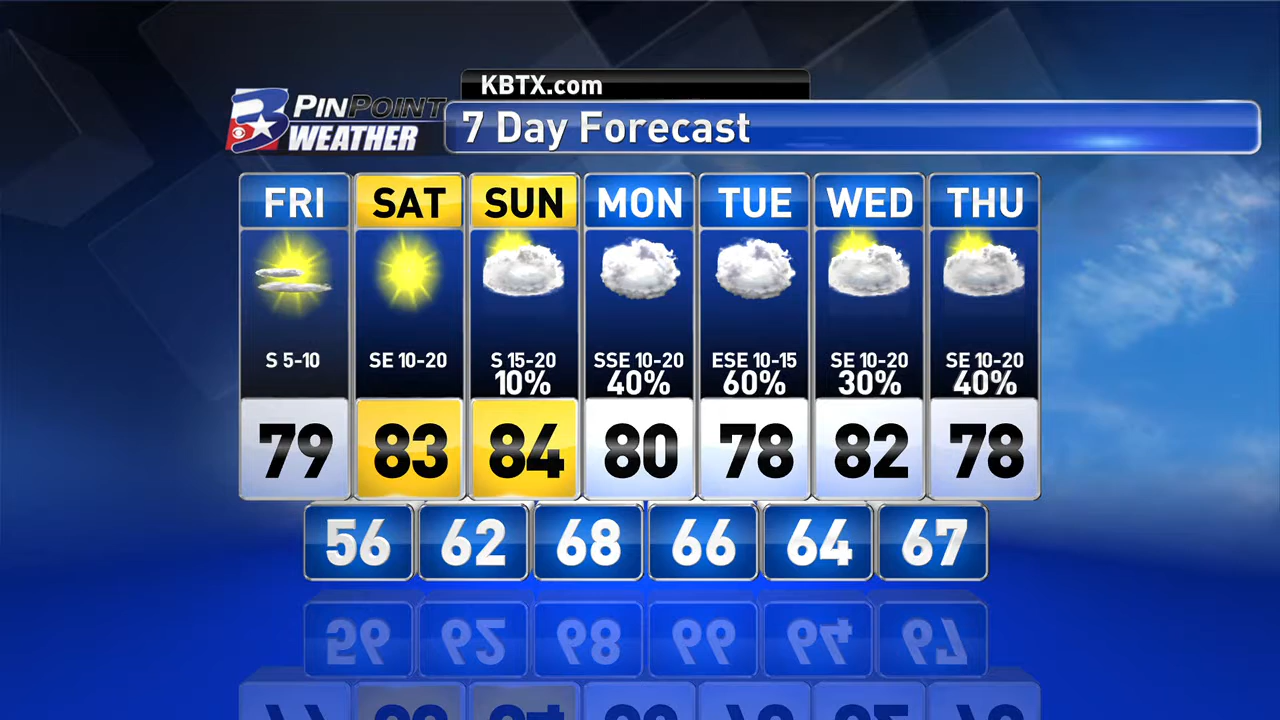 KBTX.com
3 PINPOINT
WEATHER
7 Day Forecast
FRI SAT SUN MON TUE WED THU
S 5-10 SE 10-20 S 15-20 SSE 10-20 ESE 10-15 SE 10-20 SE 10-20
10% 40% 60% 30% 40%
79 83 84 80 78 82 78
56 62 68 66 64 67